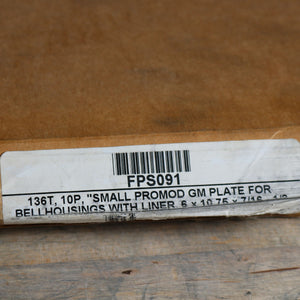 FPS091
136T, 10P, "SMALL PROMOD GM PLATE FOR
BELLHOUSINGS WITH LINER 6 x 10.75 x 7/16